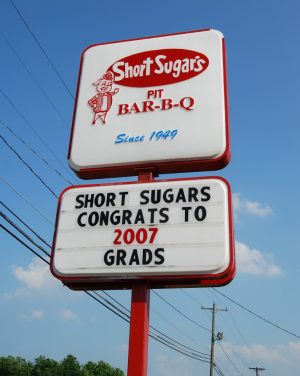 Short Sugar's
PIT
BAR-B-Q
Since 1949
SHORT SUGARS
CONGRATS TO
2007
GRADS